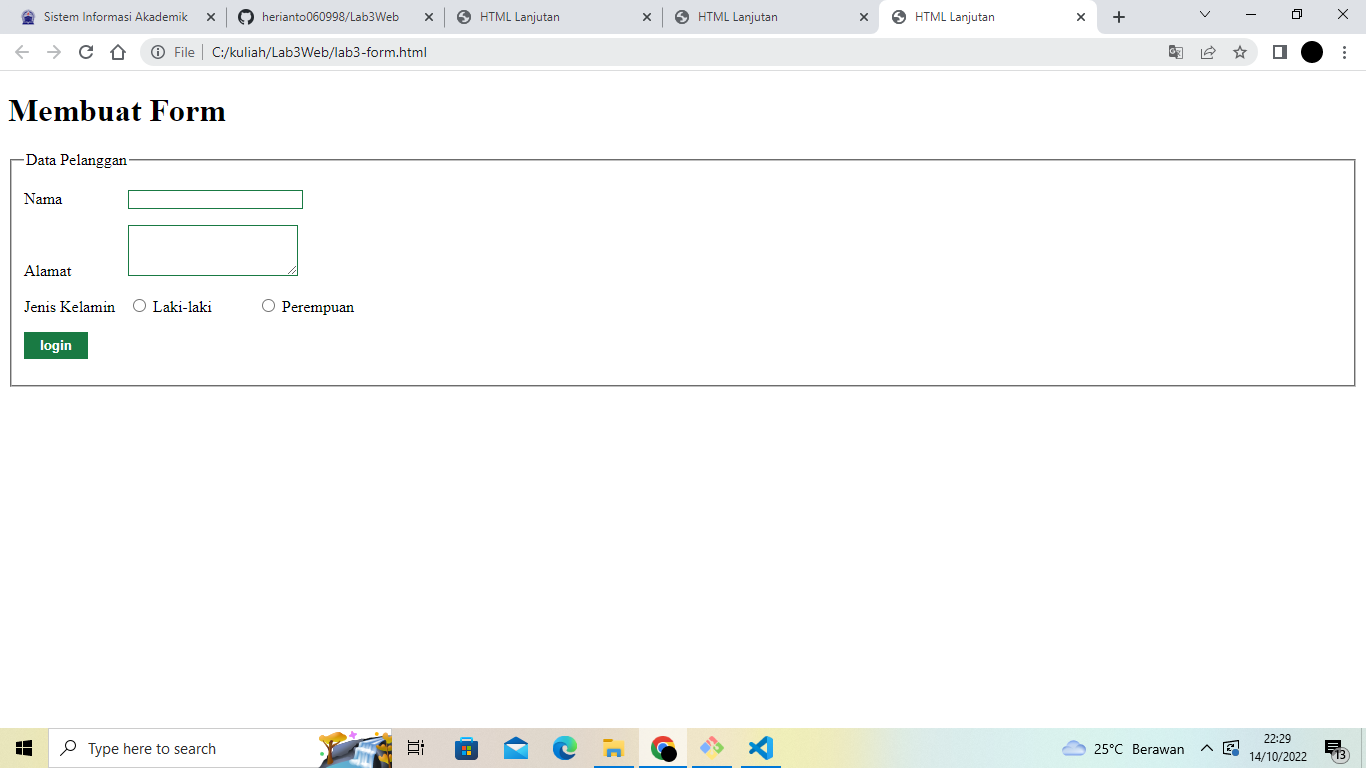 Sistem Informasi Akademik
herianto060998/Lab3Web
HTML Lanjutan
HTML Lanjutan
HTML Lanjutan
File
C:/kuliah/Lab3Web/lab3-form.html
Membuat Form
Data Pelanggan
Nama
Alamat
Jenis Kelamin Laki-laki Perempuan
login
Type here to search
25°C Berawan
22:29
14/10/2022
13